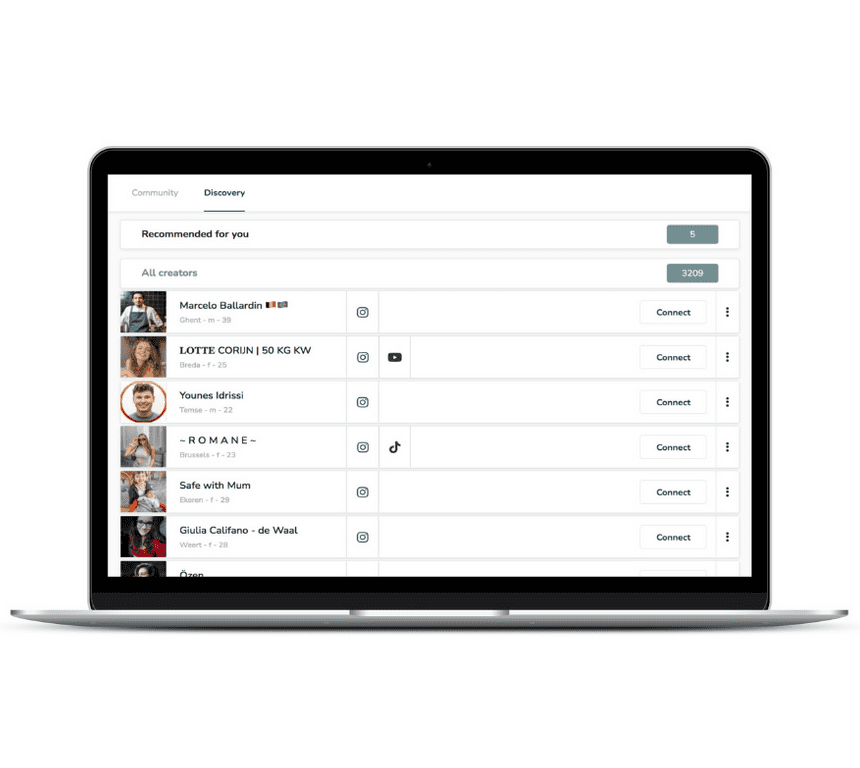 Community Discovery
Recommended for you 5
All creators 3209
Marcelo Ballardin 🇧🇪
Ghent - m - 39
Connect
LOTTE CORIJN | 50 KG KW
Breda - f - 25
Connect
Younes Idrissi
Temse - m - 22
Connect
~ R O M A N E ~
Brussels - f - 23
Connect
Safe with Mum
Ekeren - f - 29
Connect
Giulia Califano - de Waal
Weert - f - 28
Connect
Özen